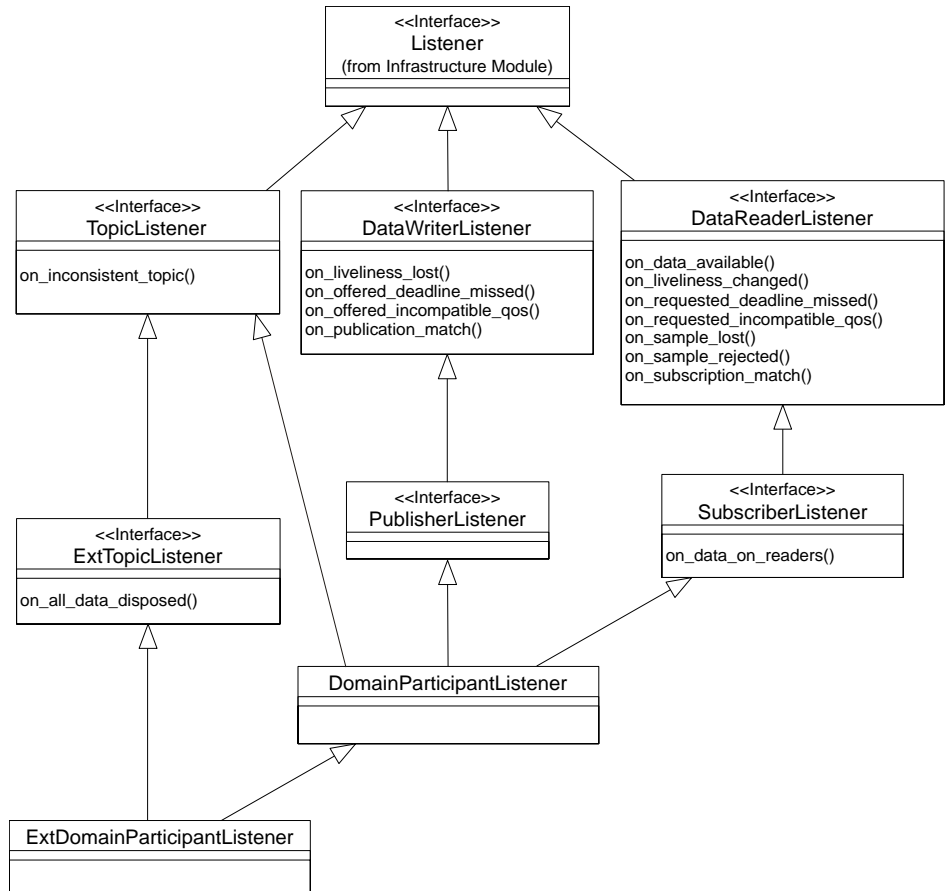 <<Interface>>
Listener
(from Infrastructure Module)
<<Interface>>
TopicListener
on_inconsistent_topic()
<<Interface>>
DataWriterListener
on_liveliness_lost()
on_offered_deadline_missed()
on_offered_incompatible_qos()
on_publication_match()
<<Interface>>
DataReaderListener
on_data_available()
on_liveliness_changed()
on_requested_deadline_missed()
on_requested_incompatible_qos()
on_sample_lost()
on_sample_rejected()
on_subscription_match()
<<Interface>>
ExtTopicListener
on_all_data_disposed()
<<Interface>>
PublisherListener
<<Interface>>
SubscriberListener
on_data_on_readers()
DomainParticipantListener
ExtDomainParticipantListener